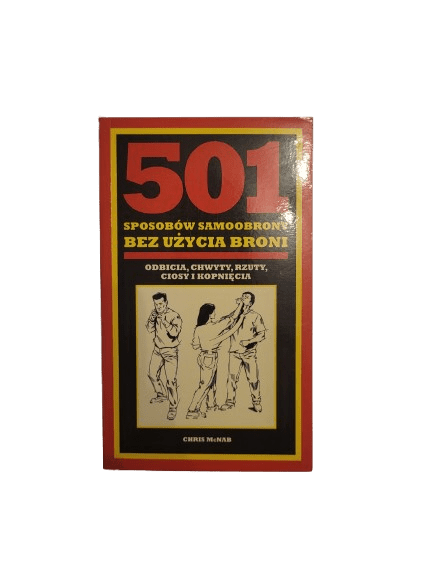 501
SPOSOBÓW SAMOOBRONY
BEZ UŻYCIA BRONI
ODBICIA, CHWYTY, RZUTY,
CIOSY I KOPNIĘCIA
CHRIS McNAB